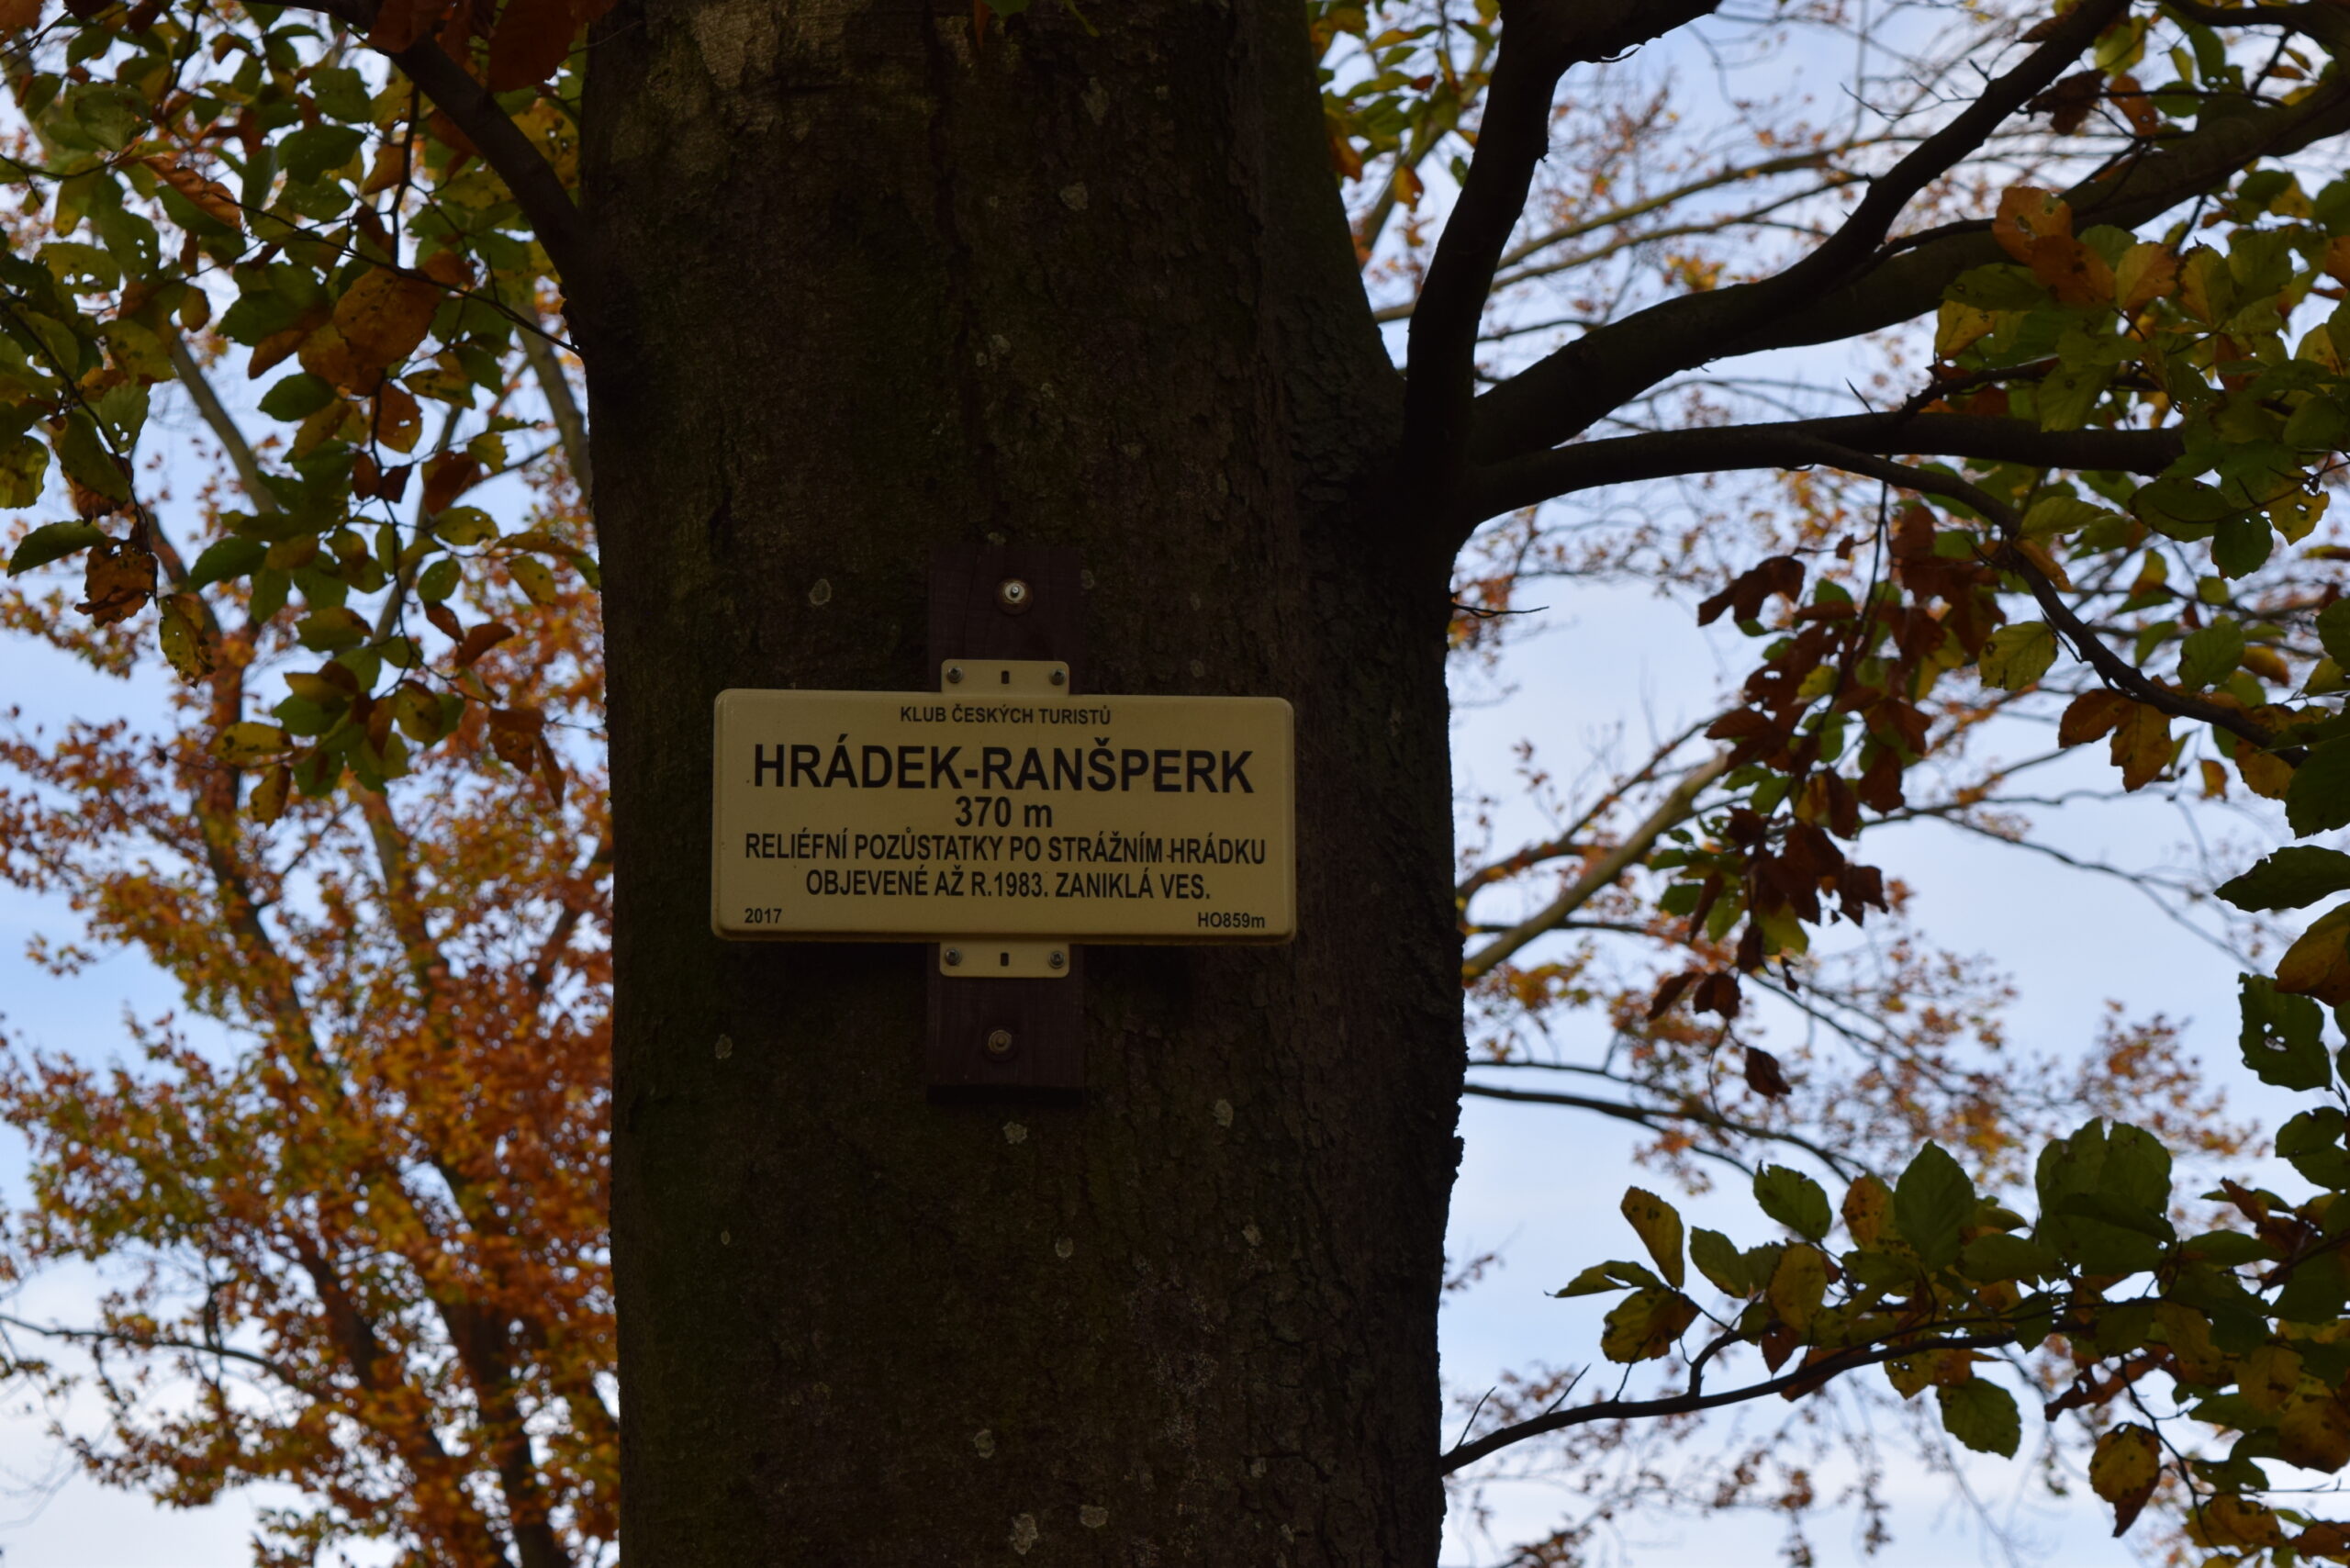 KLUB ČESKÝCH TURISTŮ
HRÁDEK-RANŠPERK
370 m
RELIÉFNÍ POZŮSTATKY PO STRÁŽNÍM HRÁDKU
OBJEVENÉ AŽ R.1983. ZANIKLÁ VES.
2017 HO859m